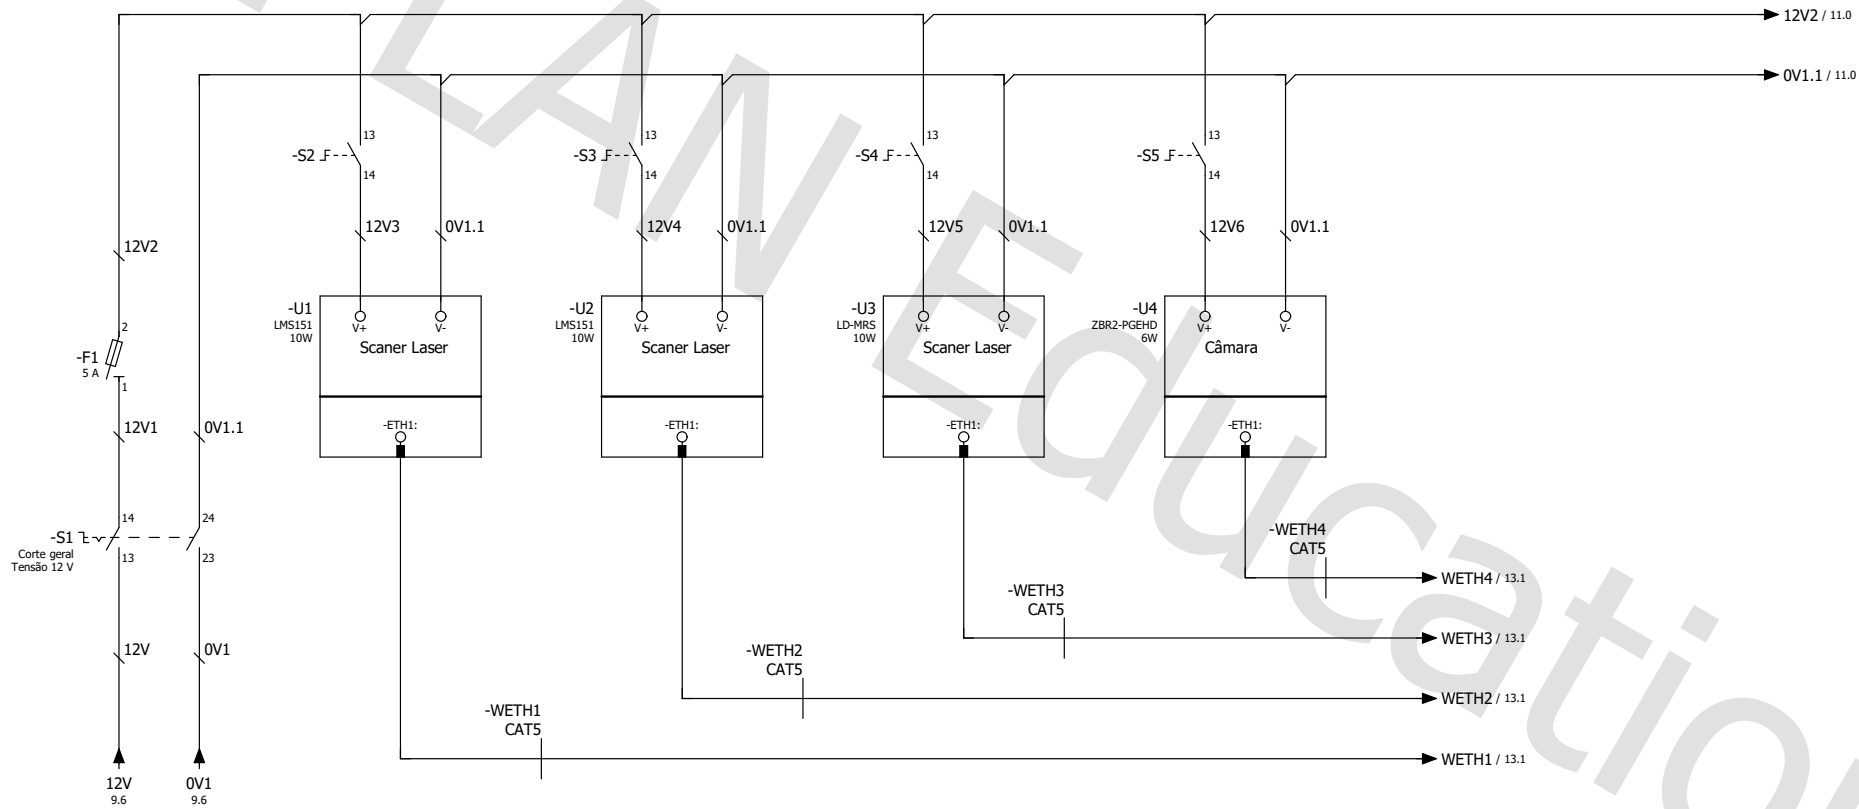 12V2 / 11.0
0V1.1 / 11.0
13
-S2
14
13
-S3
14
13
-S4
14
13
-S5
14
12V3
0V1.1
12V4
0V1.1
12V5
0V1.1
12V6
0V1.1
12V2
-U1
LMS151
10W
V+
V-
Scaner Laser
-ETH1:
-U2
LMS151
10W
V+
V-
Scaner Laser
-ETH1:
-U3
LD-MRS
10W
V+
V-
Scaner Laser
-ETH1:
-U4
ZBR2-PGEHD
6W
V+
V-
Câmara
-ETH1:
2
-F1
5 A
1
12V1
0V1.1
14
24
-S1
Corte geral
Tensão 12 V
13
23
12V
0V1
12V
9.6
0V1
9.6
-WETH4
CAT5
WETH4 / 13.1
-WETH3
CAT5
WETH3 / 13.1
-WETH2
CAT5
WETH2 / 13.1
-WETH1
CAT5
WETH1 / 13.1
LAN Education